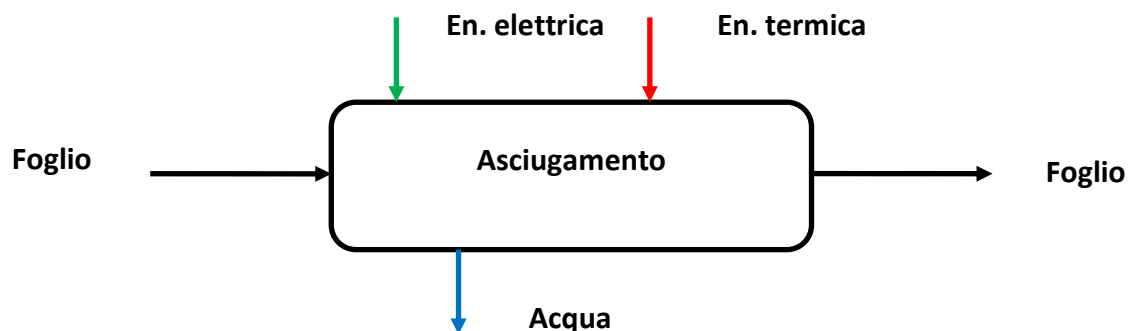 En. elettrica
En. termica
Foglio
Asciugamento
Foglio
Acqua